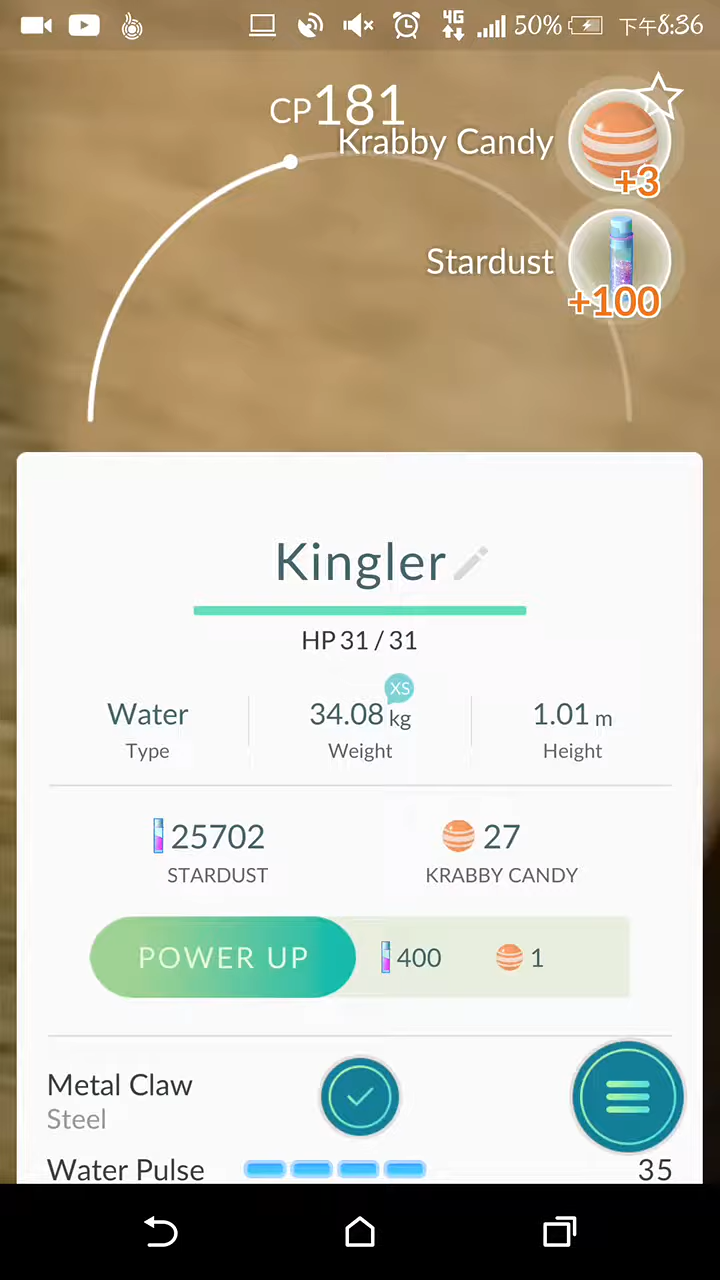 4G 50% 下午8:36
CP181
Krabby Candy
+3
Stardust
+100
Kingler
HP 31 / 31
XS
Water 34.08 kg 1.01 m
Type Weight Height
25702 27
STARDUST KRABBY CANDY
POWER UP 400 1
Metal Claw
Steel
Water Pulse 35